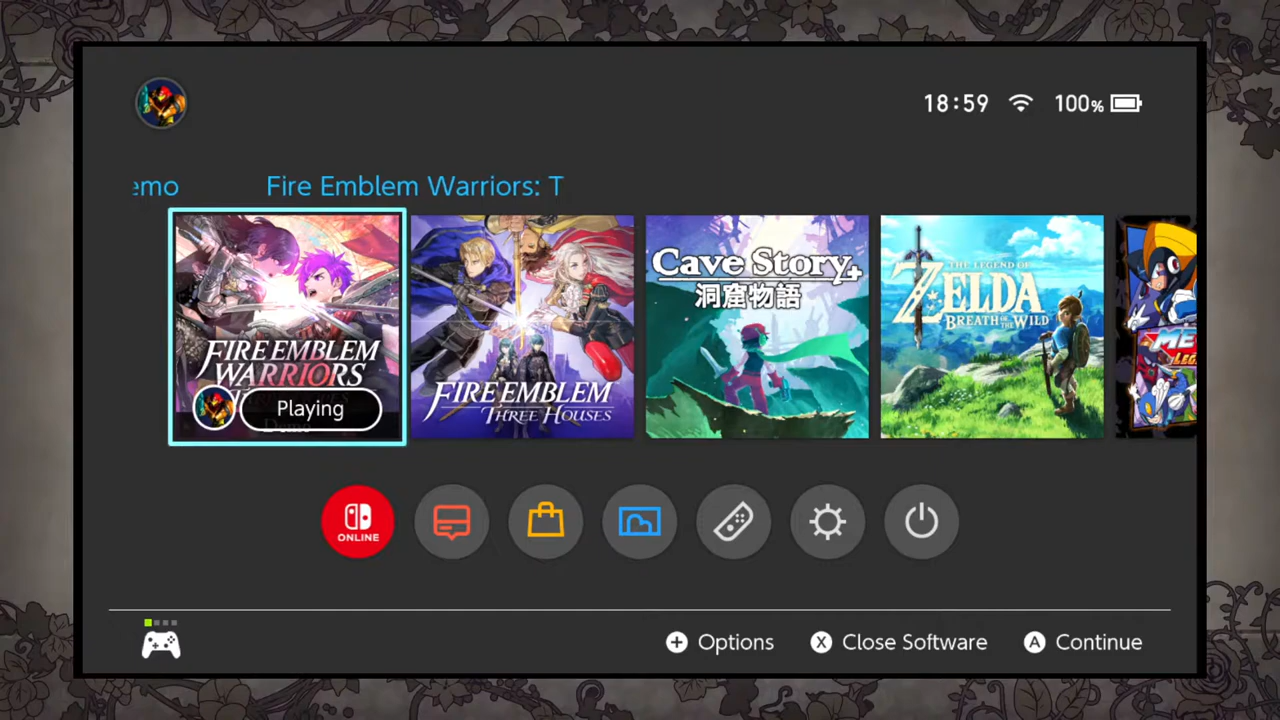 18:59
100%
emo Fire Emblem Warriors: T
FIRE EMBLEM
WARRIORS
Playing
Demo
FIRE EMBLEM
THREE HOUSES
Cave Story+
洞窟物語
THE LEGEND OF
ZELDA
BREATH OF THE WILD
ONLINE
+ Options
X Close Software
A Continue